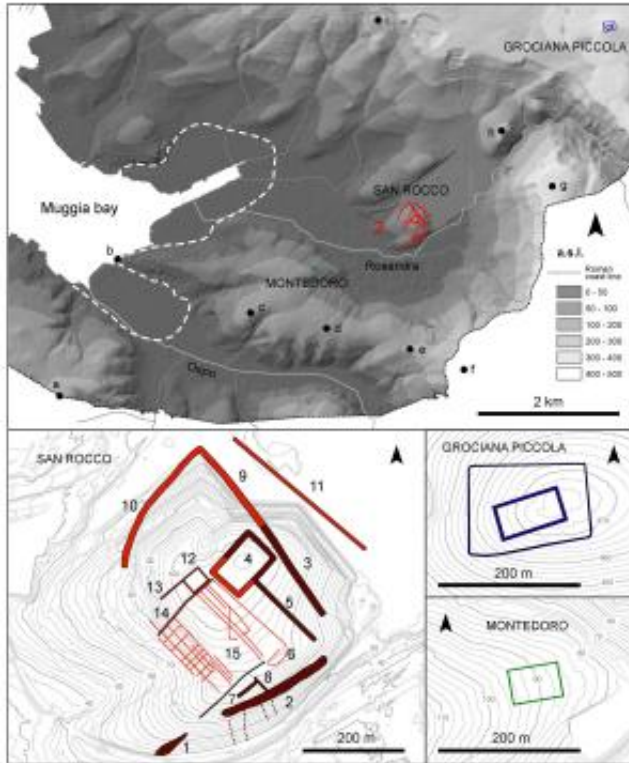 GROCIANA PICCOLA
SAN ROCCO
Muggia bay
b
g
Rosandra
MONTEDORO
c
d
e
f
a
a.s.l.
Roman
coast line
0 - 50
50 - 100
100 - 200
200 - 300
300 - 400
400 - 500
2 km
SAN ROCCO
9
11
10
12
4
3
13
5
14
15
6
8
7
2
1
200 m
GROCIANA PICCOLA
200 m
MONTEDORO
200 m